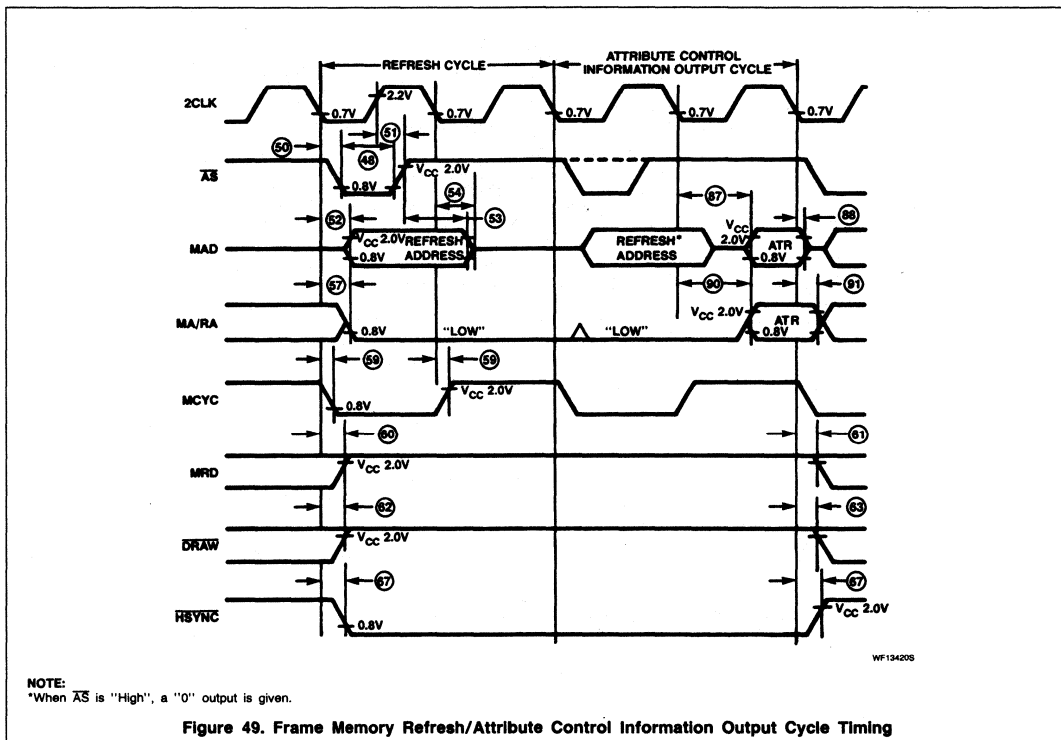 REFRESH CYCLE
ATTRIBUTE CONTROL
INFORMATION OUTPUT CYCLE
2CLK
2.2V
0.7V
0.7V
0.7V
0.7V
0.7V
50
51
48
AS
0.8V
VCC 2.0V
54
87
88
52
53
MAD
VCC 2.0V
0.8V
REFRESH
ADDRESS
REFRESH*
ADDRESS
VCC
2.0V
ATR
0.8V
57
90
91
MA/RA
0.8V
"LOW"
"LOW"
VCC 2.0V
ATR
0.8V
59
59
MCYC
0.8V
VCC 2.0V
60
61
MRD
VCC 2.0V
62
63
DRAW
VCC 2.0V
67
67
HSYNC
0.8V
VCC 2.0V
WF13420S
NOTE:
*When AS is "High", a "0" output is given.
Figure 49. Frame Memory Refresh/Attribute Control Information Output Cycle Timing